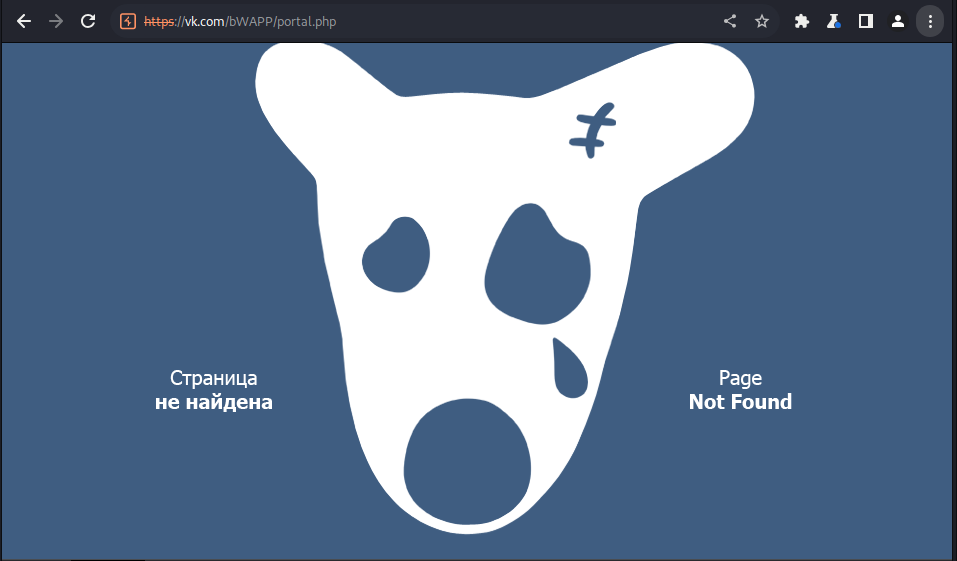 https://vk.com/bWAPP/portal.php
Страница
не найдена
Page
Not Found